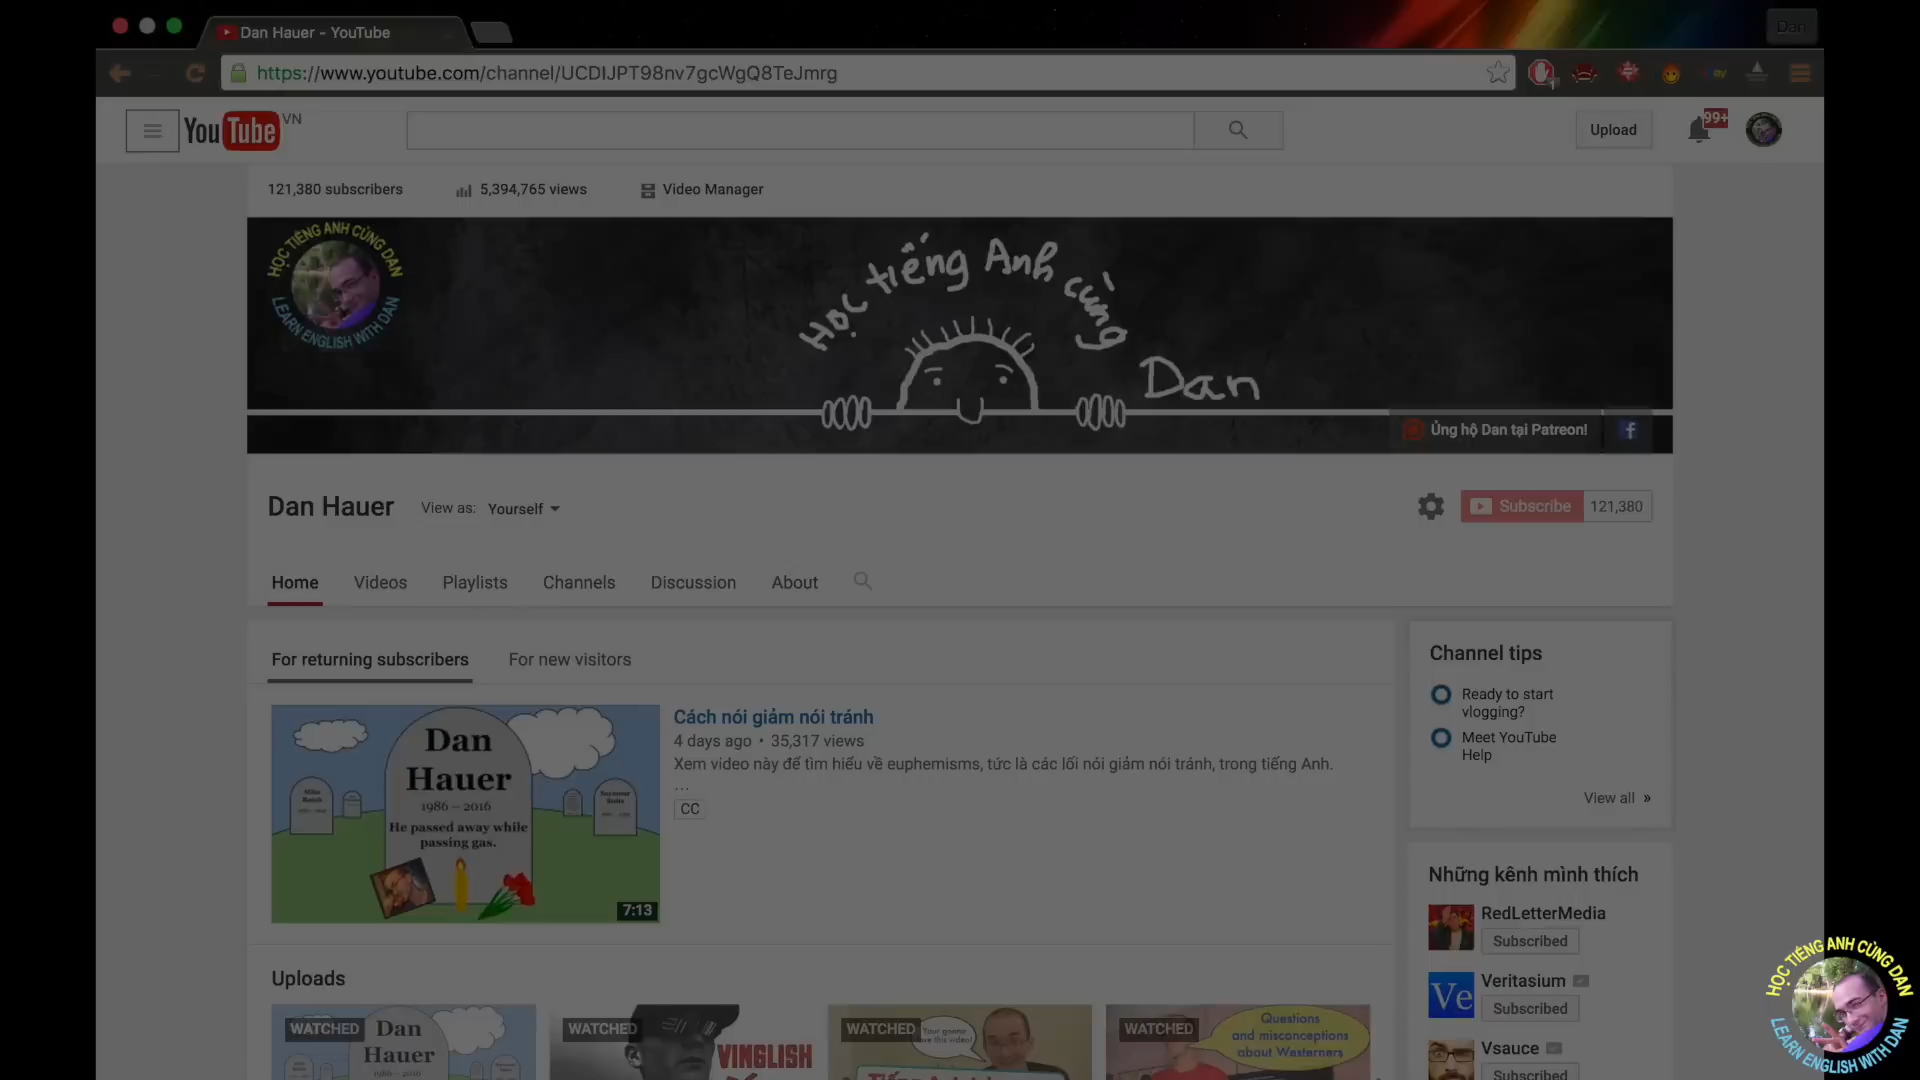 Dan Hauer - YouTube
Dan
https://www.youtube.com/channel/UCDIJPT98nv7gcWgQ8TeJmrg
YouTube VN
Upload
99+
121,380 subscribers
5,394,765 views
Video Manager
HỌC TIẾNG ANH CÙNG DAN
LEARN ENGLISH WITH DAN
Học tiếng Anh cùng
Dan
Ủng hộ Dan tại Patreon!
Dan Hauer
View as: Yourself
Subscribe 121,380
Home Videos Playlists Channels Discussion About
For returning subscribers
For new visitors
Dan
Hauer
1986 – 2016
He passed away while
passing gas.
7:13
Cách nói giảm nói tránh
4 days ago • 35,317 views
Xem video này để tìm hiểu về euphemisms, tức là các lối nói giảm nói tránh, trong tiếng Anh.
...
CC
Channel tips
Ready to start
vlogging?
Meet YouTube
Help
View all »
Những kênh mình thích
RedLetterMedia
Subscribed
Ve
Veritasium
Subscribed
Vsauce
Subscribed
Uploads
WATCHED
Dan
Hauer
1986 – 2016
WATCHED
VINGLISH
WATCHED
WATCHED
Questions
and misconceptions
about Westerners
HỌC TIẾNG ANH CÙNG DAN
LEARN ENGLISH WITH DAN